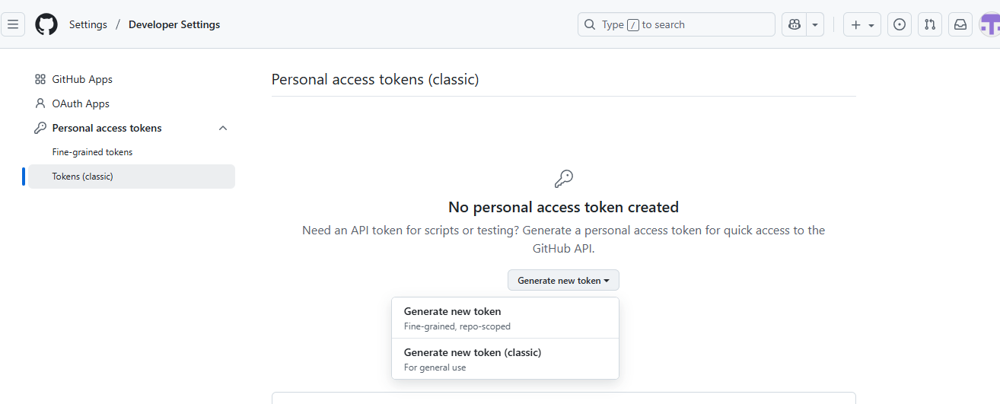 Settings / Developer Settings
Type / to search
GitHub Apps
OAuth Apps
Personal access tokens
Fine-grained tokens
Tokens (classic)
Personal access tokens (classic)
No personal access token created
Need an API token for scripts or testing? Generate a personal access token for quick access to the
GitHub API.
Generate new token
Generate new token
Fine-grained, repo-scoped
Generate new token (classic)
For general use